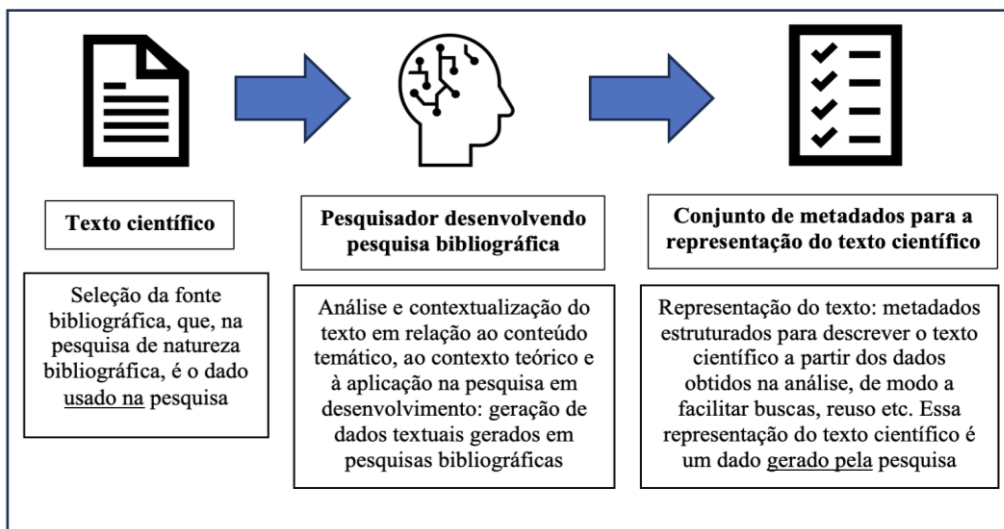 Texto científico
Seleção da fonte
bibliográfica, que, na
pesquisa de natureza
bibliográfica, é o dado
usado na pesquisa
Pesquisador desenvolvendo
pesquisa bibliográfica
Análise e contextualização do
texto em relação ao conteúdo
temático, ao contexto teórico e
à aplicação na pesquisa em
desenvolvimento: geração de
dados textuais gerados em
pesquisas bibliográficas
Conjunto de metadados para a
representação do texto científico
Representação do texto: metadados
estruturados para descrever o texto
científico a partir dos dados
obtidos na análise, de modo a
facilitar buscas, reuso etc. Essa
representação do texto científico é
um dado gerado pela pesquisa